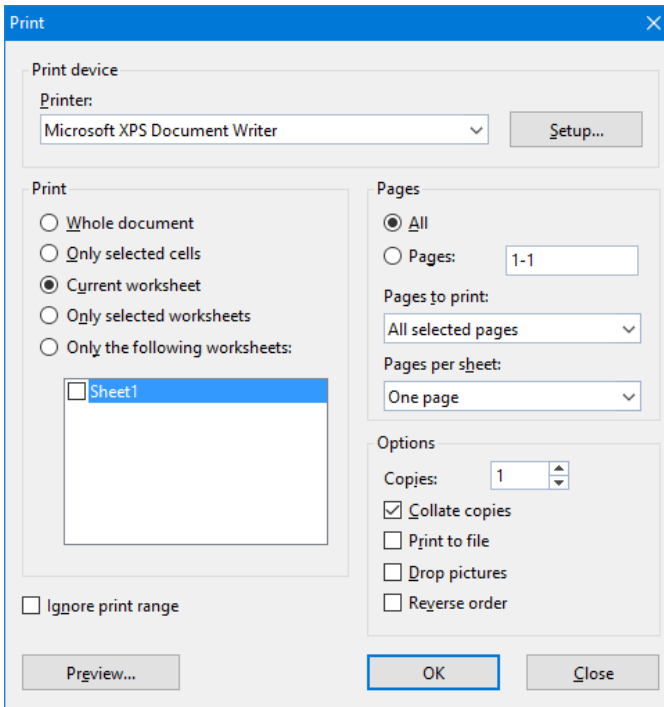 Print
Print device
Printer:
Microsoft XPS Document Writer
Setup...
Print
Whole document
Only selected cells
Current worksheet
Only selected worksheets
Only the following worksheets:
Sheet1
Ignore print range
Pages
All
Pages: 1-1
Pages to print:
All selected pages
Pages per sheet:
One page
Options
Copies: 1
Collate copies
Print to file
Drop pictures
Reverse order
Preview...
OK
Close